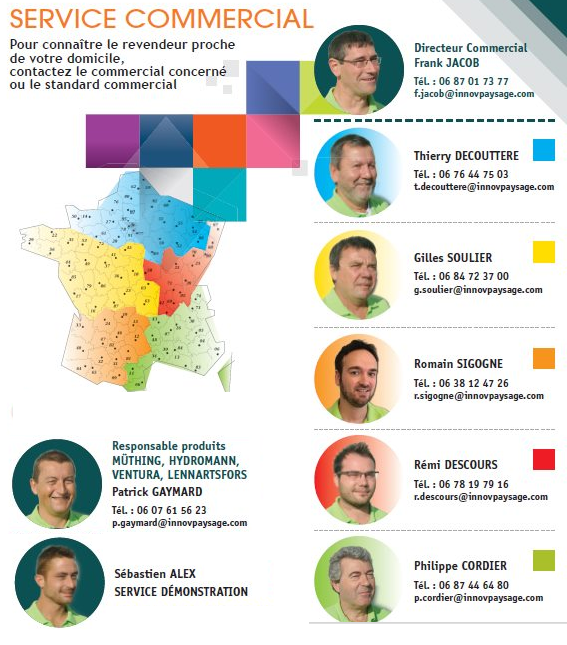 SERVICE COMMERCIAL
Pour connaître le revendeur proche
de votre domicile,
contactez le commercial concerné
ou le standard commercial
Directeur Commercial
Frank JACOB
Tél. : 06 87 01 73 77
f.jacob@innovpaysage.com
Thierry DECOUTTERE
Tél. : 06 76 44 75 03
t.decouttere@innovpaysage.com
Gilles SOULIER
Tél. : 06 84 72 37 00
g.soulier@innovpaysage.com
Romain SIGOGNE
Tél. : 06 38 12 47 26
r.sigogne@innovpaysage.com
Rémi DESCOURS
Tél. : 06 78 19 79 16
r.descours@innovpaysage.com
Philippe CORDIER
Tél. : 06 87 44 64 80
p.cordier@innovpaysage.com
Responsable produits
MÜTHING, HYDROMANN,
VENTURA, LENNARTSFORS
Patrick GAYMARD
Tél. : 06 07 61 56 23
p.gaymard@innovpaysage.com
Sébastien ALEX
SERVICE DÉMONSTRATION